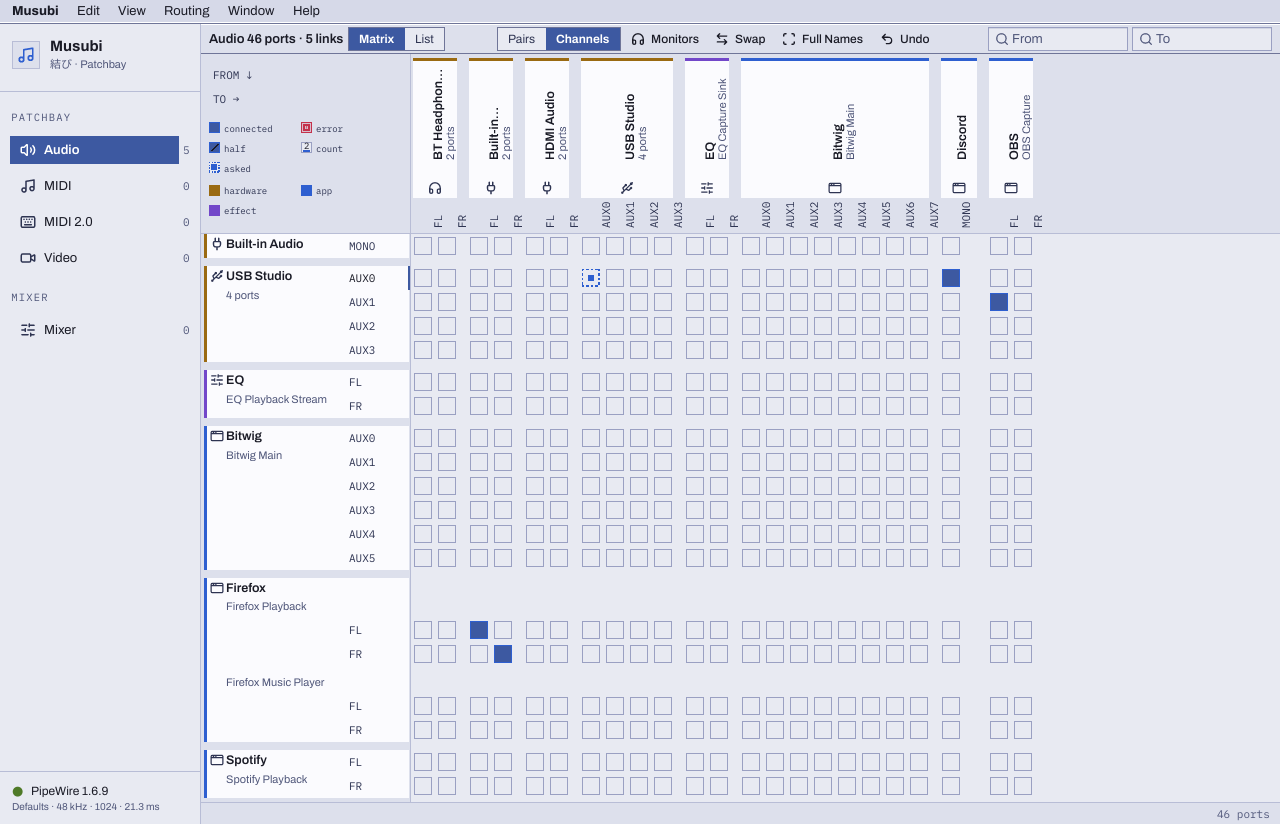 Musubi Edit View Routing Window Help
Musubi
結び · Patchbay
PATCHBAY
Audio 5
MIDI 0
MIDI 2.0 0
Video 0
MIXER
Mixer 0
PipeWire 1.6.9
Defaults · 48 kHz · 1024 · 21.3 ms
Audio 46 ports · 5 links Matrix List Pairs Channels Monitors Swap Full Names Undo From To
FROM ↓
TO →
connected error
half 2 count
asked
hardware app
effect
BT Headphon...
2 ports
Built-in...
2 ports
HDMI Audio
2 ports
USB Studio
4 ports
EQ
EQ Capture Sink
Bitwig
Bitwig Main
Discord
OBS
OBS Capture
FL FR FL FR FL FR AUX0 AUX1 AUX2 AUX3 FL FR AUX0 AUX1 AUX2 AUX3 AUX4 AUX5 AUX6 AUX7 MONO FL FR
Built-in Audio MONO
USB Studio AUX0
4 ports
AUX1
AUX2
AUX3
EQ FL
EQ Playback Stream
FR
Bitwig AUX0
Bitwig Main
AUX1
AUX2
AUX3
AUX4
AUX5
Firefox
Firefox Playback
FL
FR
Firefox Music Player
FL
FR
Spotify FL
Spotify Playback
FR
46 ports